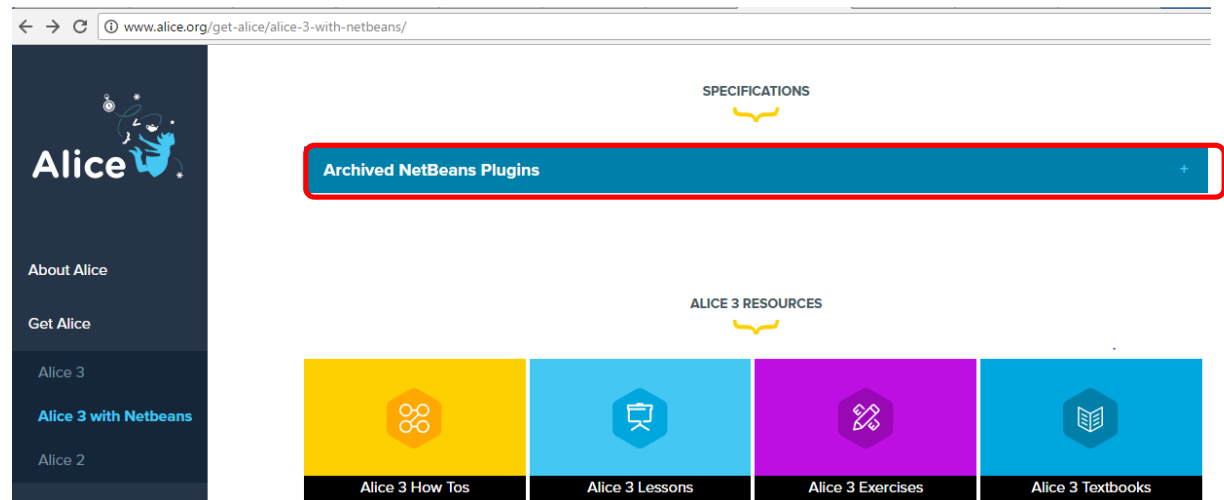 www.alice.org/get-alice/alice-3-with-netbeans/
Alice
About Alice
Get Alice
Alice 3
Alice 3 with Netbeans
Alice 2
SPECIFICATIONS
Archived NetBeans Plugins +
ALICE 3 RESOURCES
Alice 3 How Tos
Alice 3 Lessons
Alice 3 Exercises
Alice 3 Textbooks